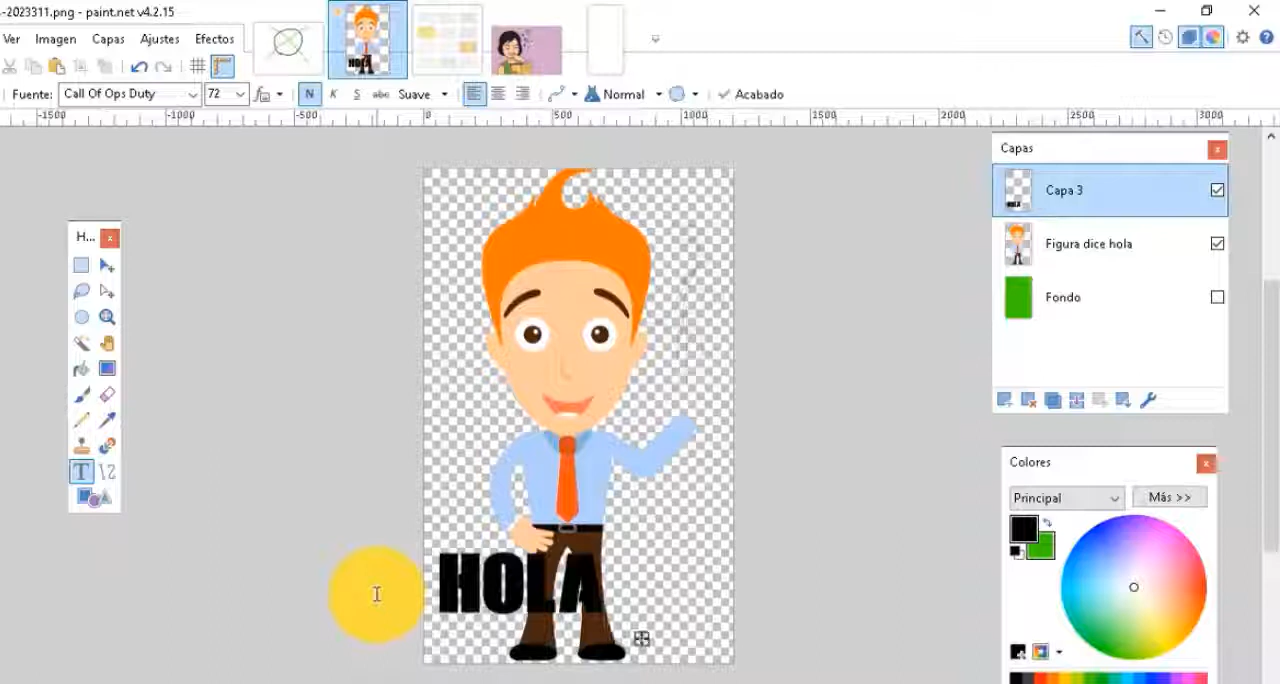 -2023311.png - paint.net v4.2.15
Ver Imagen Capas Ajustes Efectos
Fuente: Call Of Ops Duty 72 N K S abc Suave Normal Acabado
-1500 -1000 -500 0 500 1000 1500 2000 2500 3000
Capas
Capa 3
Figura dice hola
Fondo
H...
T
HOLA
Colores
Principal Más >>